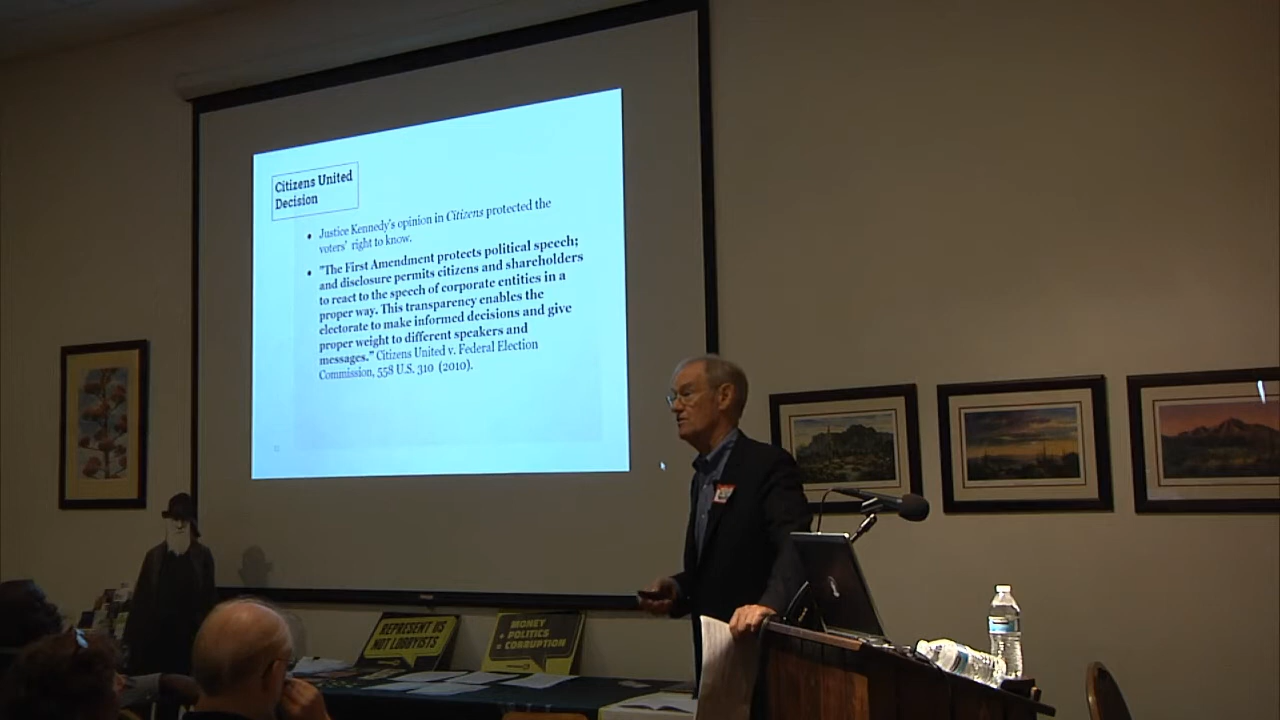 Citizens United
Decision
• Justice Kennedy's opinion in Citizens protected the
voters' right to know.
• "The First Amendment protects political speech;
and disclosure permits citizens and shareholders
to react to the speech of corporate entities in a
proper way. This transparency enables the
electorate to make informed decisions and give
proper weight to different speakers and
messages." Citizens United v. Federal Election
Commission, 558 U.S. 310 (2010).
REPRESENT US
NOT LOBBYISTS
MONEY
+ POLITICS
= CORRUPTION